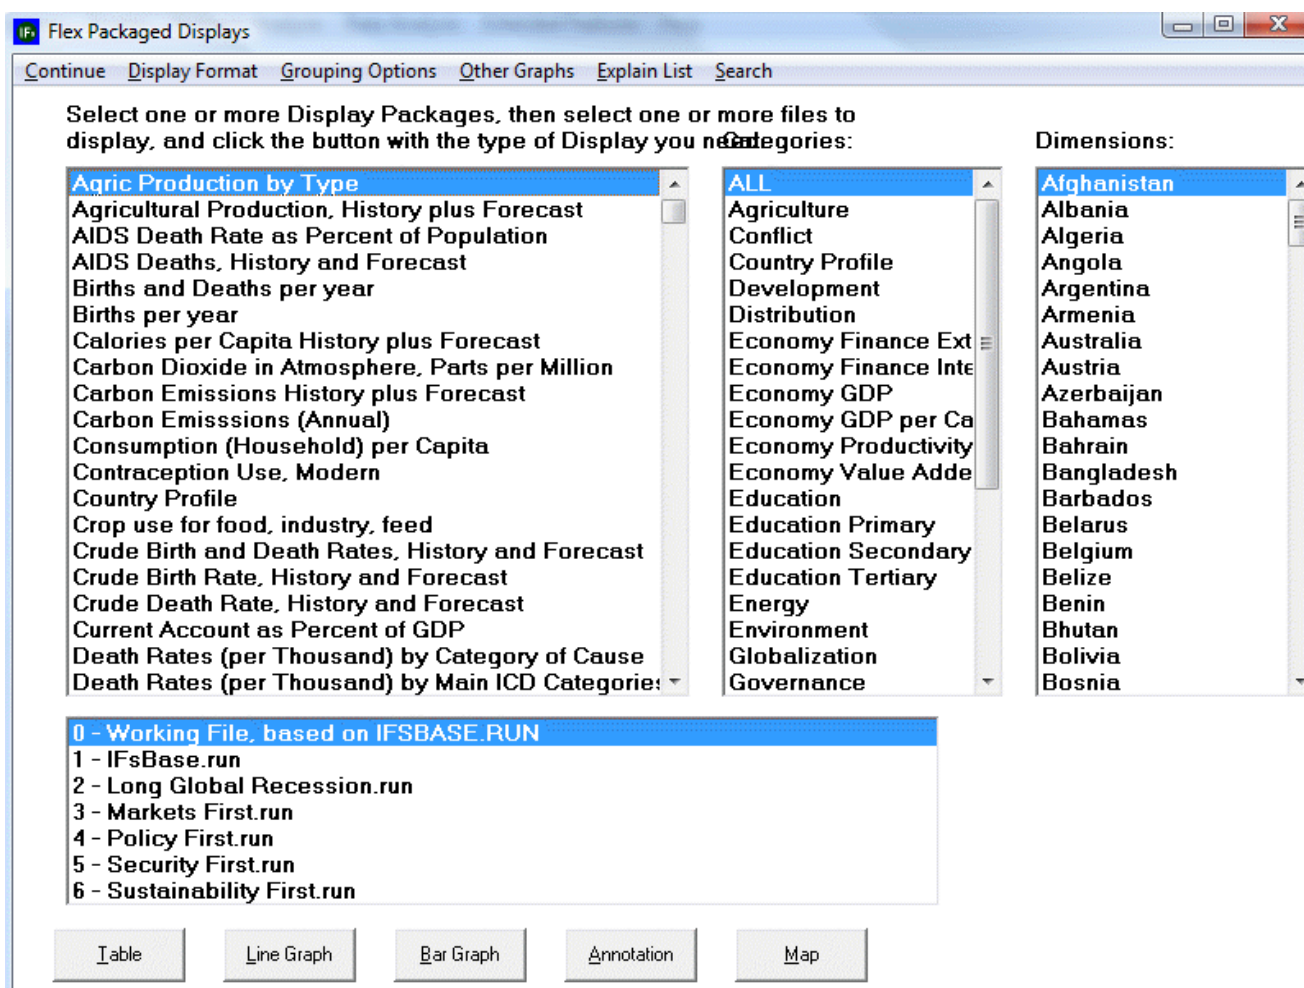 IFs Flex Packaged Displays
Continue Display Format Grouping Options Other Graphs Explain List Search
Select one or more Display Packages, then select one or more files to
display, and click the button with the type of Display you need:
Categories:
Dimensions:
Agric Production by Type
Agricultural Production, History plus Forecast
AIDS Death Rate as Percent of Population
AIDS Deaths, History and Forecast
Births and Deaths per year
Births per year
Calories per Capita History plus Forecast
Carbon Dioxide in Atmosphere, Parts per Million
Carbon Emissions History plus Forecast
Carbon Emisssions (Annual)
Consumption (Household) per Capita
Contraception Use, Modern
Country Profile
Crop use for food, industry, feed
Crude Birth and Death Rates, History and Forecast
Crude Birth Rate, History and Forecast
Crude Death Rate, History and Forecast
Current Account as Percent of GDP
Death Rates (per Thousand) by Category of Cause
Death Rates (per Thousand) by Main ICD Categories
ALL
Agriculture
Conflict
Country Profile
Development
Distribution
Economy Finance Ext
Economy Finance Inte
Economy GDP
Economy GDP per Ca
Economy Productivity
Economy Value Adde
Education
Education Primary
Education Secondary
Education Tertiary
Energy
Environment
Globalization
Governance
Afghanistan
Albania
Algeria
Angola
Argentina
Armenia
Australia
Austria
Azerbaijan
Bahamas
Bahrain
Bangladesh
Barbados
Belarus
Belgium
Belize
Benin
Bhutan
Bolivia
Bosnia
0 - Working File, based on IFSBASE.RUN
1 - IFsBase.run
2 - Long Global Recession.run
3 - Markets First.run
4 - Policy First.run
5 - Security First.run
6 - Sustainability First.run
Table Line Graph Bar Graph Annotation Map